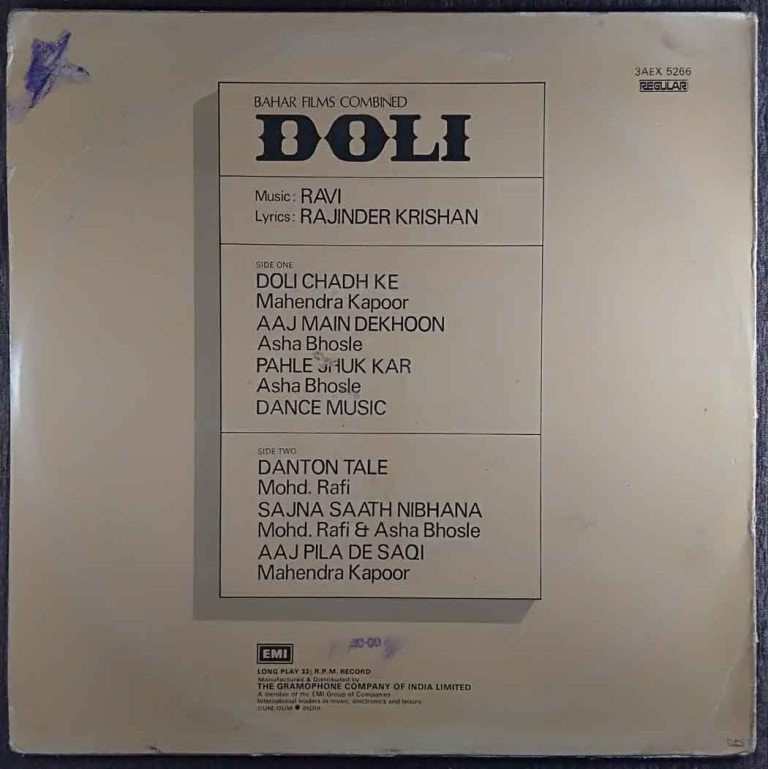 3AEX 5266
REGULAR
BAHAR FILMS COMBINED
DOLI
Music: RAVI
Lyrics: RAJINDER KRISHAN
SIDE ONE
DOLI CHADH KE
Mahendra Kapoor
AAJ MAIN DEKHOON
Asha Bhosle
PAHLE JHUK KAR
Asha Bhosle
DANCE MUSIC
SIDE TWO
DANTON TALE
Mohd. Rafi
SAJNA SAATH NIBHANA
Mohd. Rafi & Asha Bhosle
AAJ PILA DE SAQI
Mahendra Kapoor
EMI
LONG PLAY 33⅓ R.P.M. RECORD
Manufactured & Distributed by
THE GRAMOPHONE COMPANY OF INDIA LIMITED
A member of the EMI Group of Companies
International leaders in music, electronics and leisure
DUM DUM ● INDIA